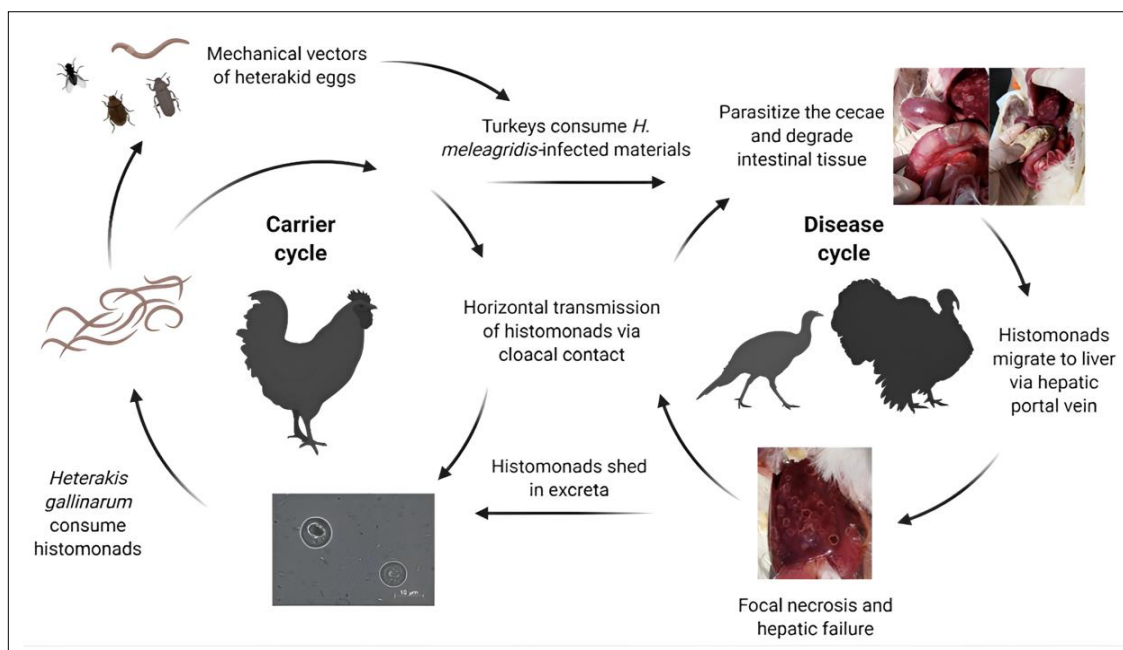 Mechanical vectors
of heterakid eggs
Turkeys consume H.
meleagridis-infected materials
Parasitize the cecae
and degrade
intestinal tissue
Carrier
cycle
Disease
cycle
Horizontal transmission
of histomonads via
cloacal contact
Histomonads
migrate to liver
via hepatic
portal vein
Heterakis
gallinarum
consume
histomonads
Histomonads shed
in excreta
10 µm
Focal necrosis and
hepatic failure